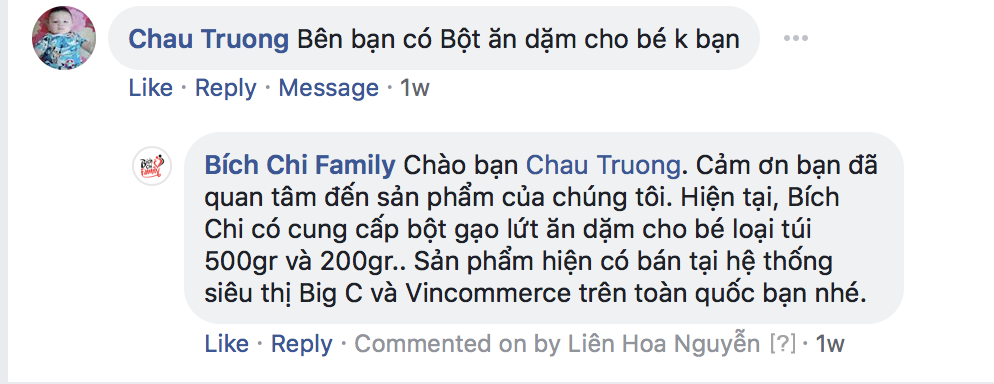 Chau Truong Bên bạn có Bột ăn dặm cho bé k bạn
Like · Reply · Message · 1w
Bích Chi Family Chào bạn Chau Truong. Cảm ơn bạn đã
quan tâm đến sản phẩm của chúng tôi. Hiện tại, Bích
Chi có cung cấp bột gạo lứt ăn dặm cho bé loại túi
500gr và 200gr.. Sản phẩm hiện có bán tại hệ thống
siêu thị Big C và Vincommerce trên toàn quốc bạn nhé.
Like · Reply · Commented on by Liên Hoa Nguyễn [?] · 1w